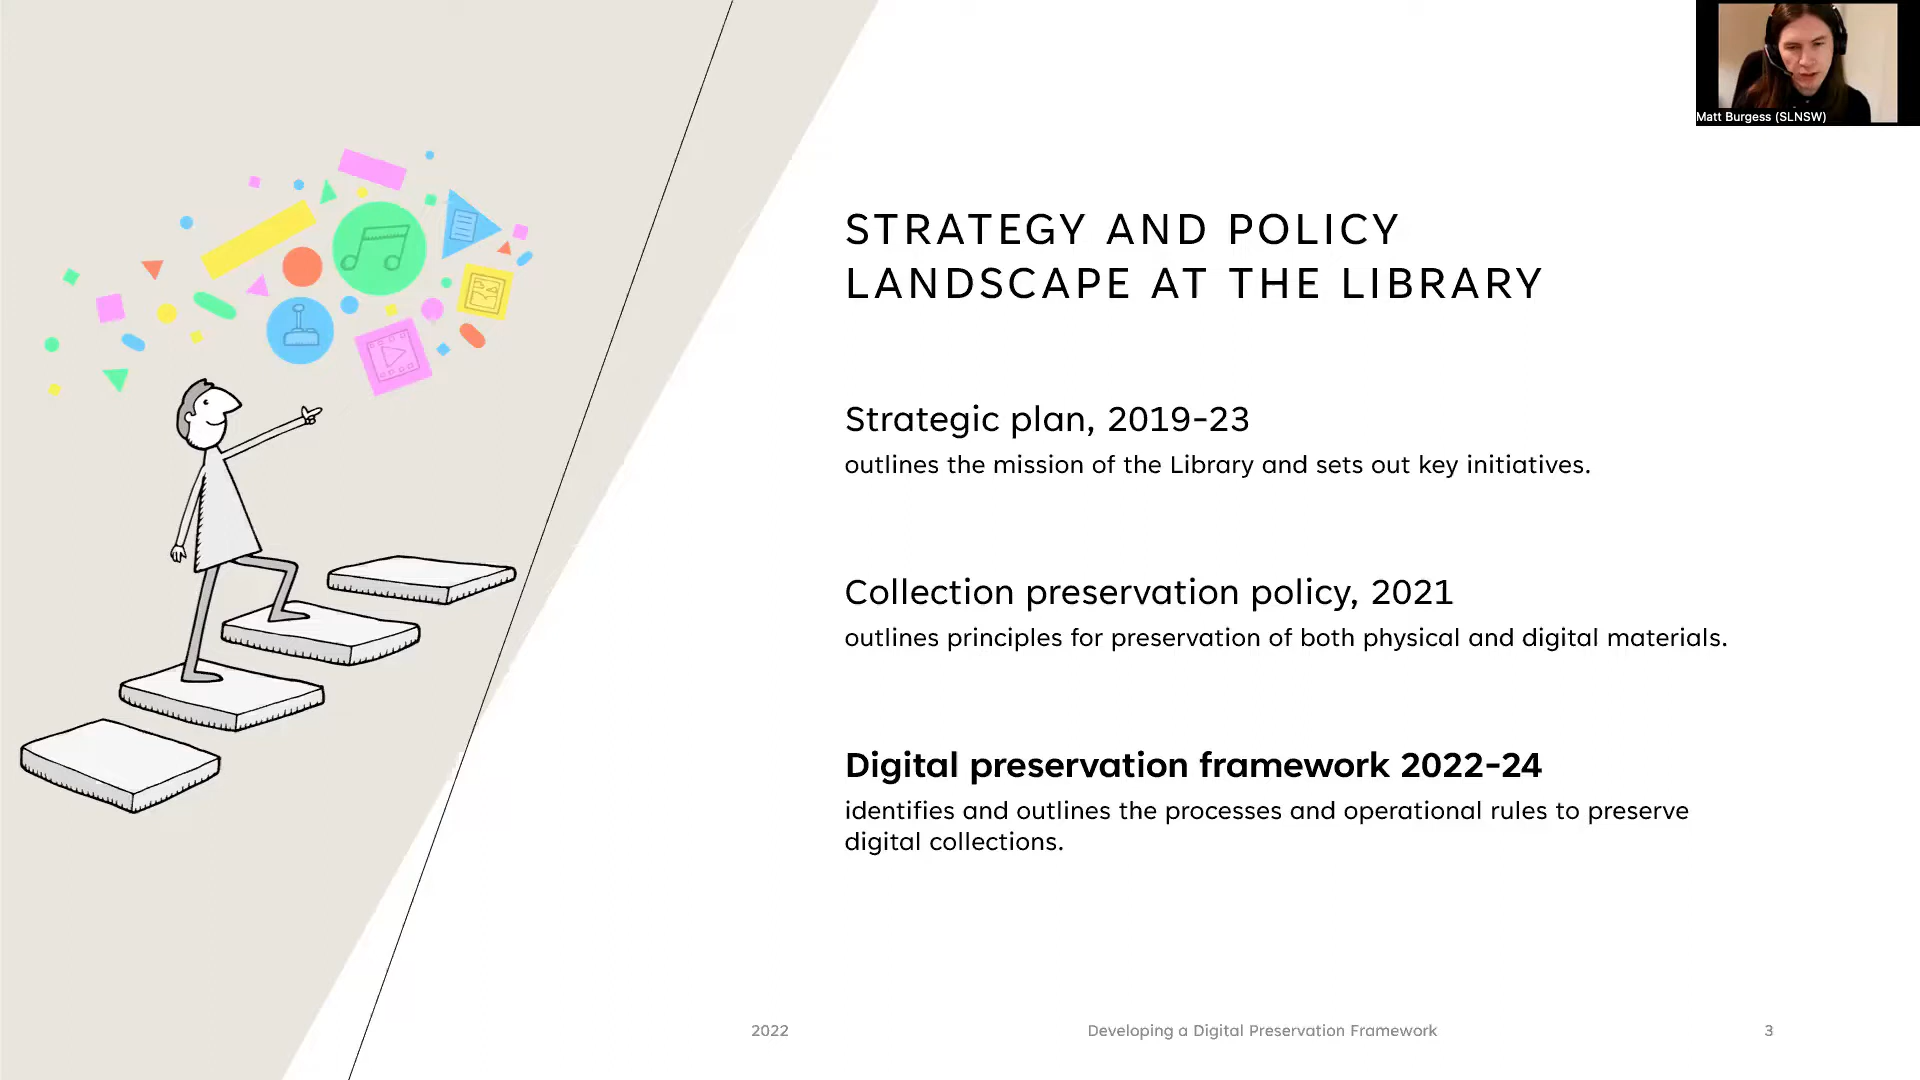 Matt Burgess (SLNSW)
STRATEGY AND POLICY
LANDSCAPE AT THE LIBRARY
Strategic plan, 2019-23
outlines the mission of the Library and sets out key initiatives.
Collection preservation policy, 2021
outlines principles for preservation of both physical and digital materials.
Digital preservation framework 2022-24
identifies and outlines the processes and operational rules to preserve
digital collections.
2022
Developing a Digital Preservation Framework
3